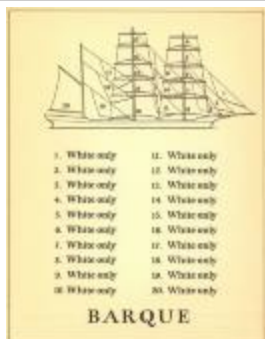 1. White only 11. White only
2. White only 12. White only
3. White only 13. White only
4. White only 14. White only
5. White only 15. White only
6. White only 16. White only
7. White only 17. White only
8. White only 18. White only
9. White only 19. White only
10. White only 20. White only
BARQUE